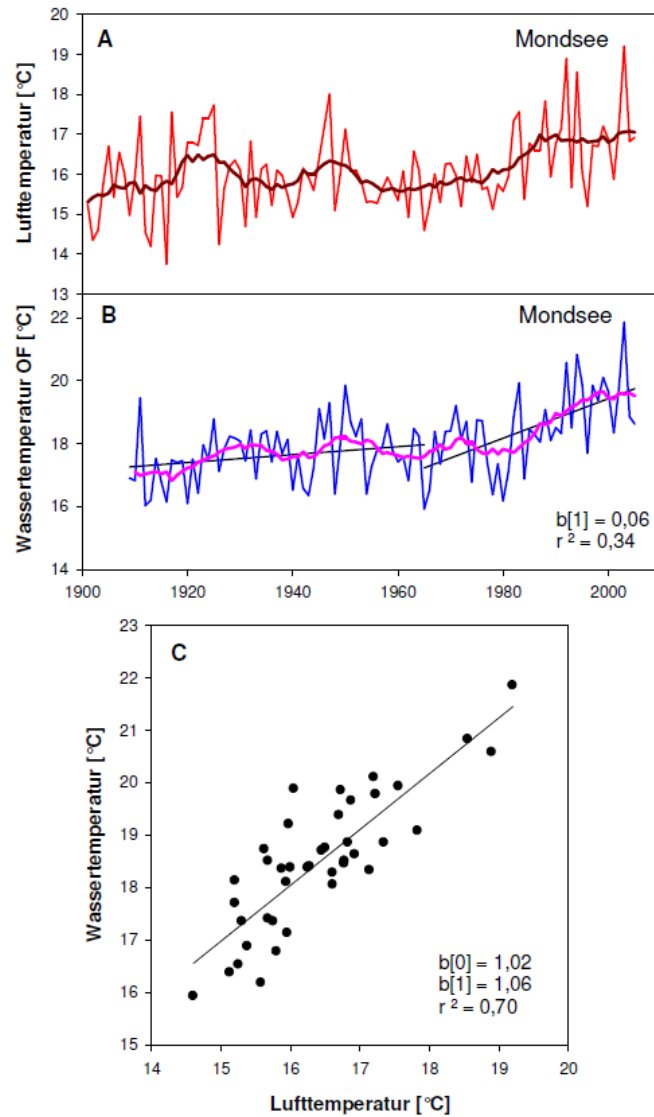 20
A
Mondsee
19
18
17
16
15
14
13
Lufttemperatur [°C]
B
Mondsee
22
20
18
16
14
Wassertemperatur OF [°C]
b[1] = 0,06
r ² = 0,34
1900 1920 1940 1960 1980 2000
23
C
22
21
20
19
18
17
16
15
Wassertemperatur [°C]
b[0] = 1,02
b[1] = 1,06
r ² = 0,70
14 15 16 17 18 19 20
Lufttemperatur [°C]